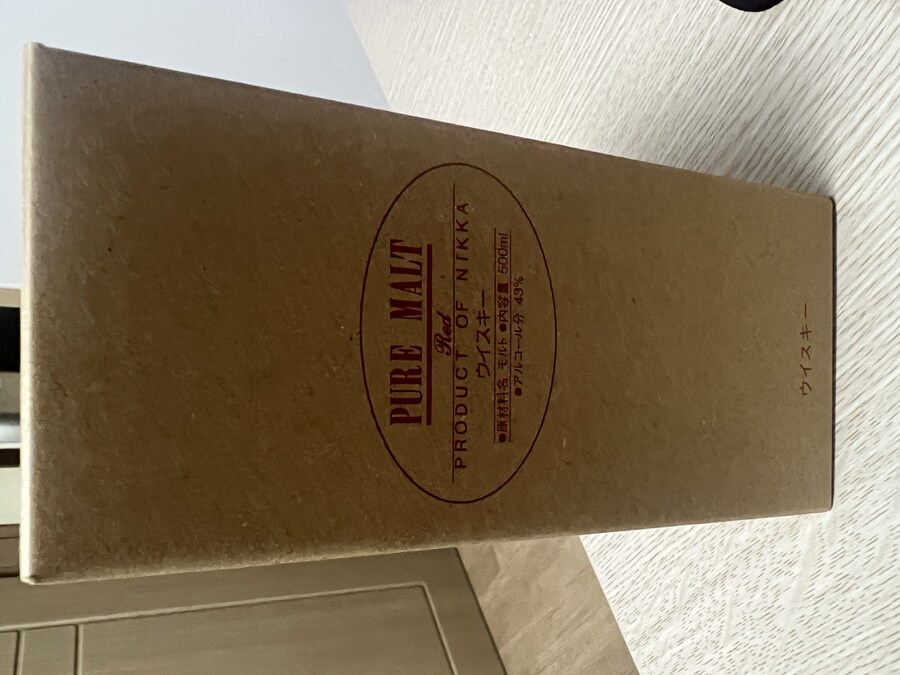 PURE MALT
Red
PRODUCT OF NIKKA
ウイスキー
●原材料名 モルト ●内容量 500ml
●アルコール分 43%
ウイスキー